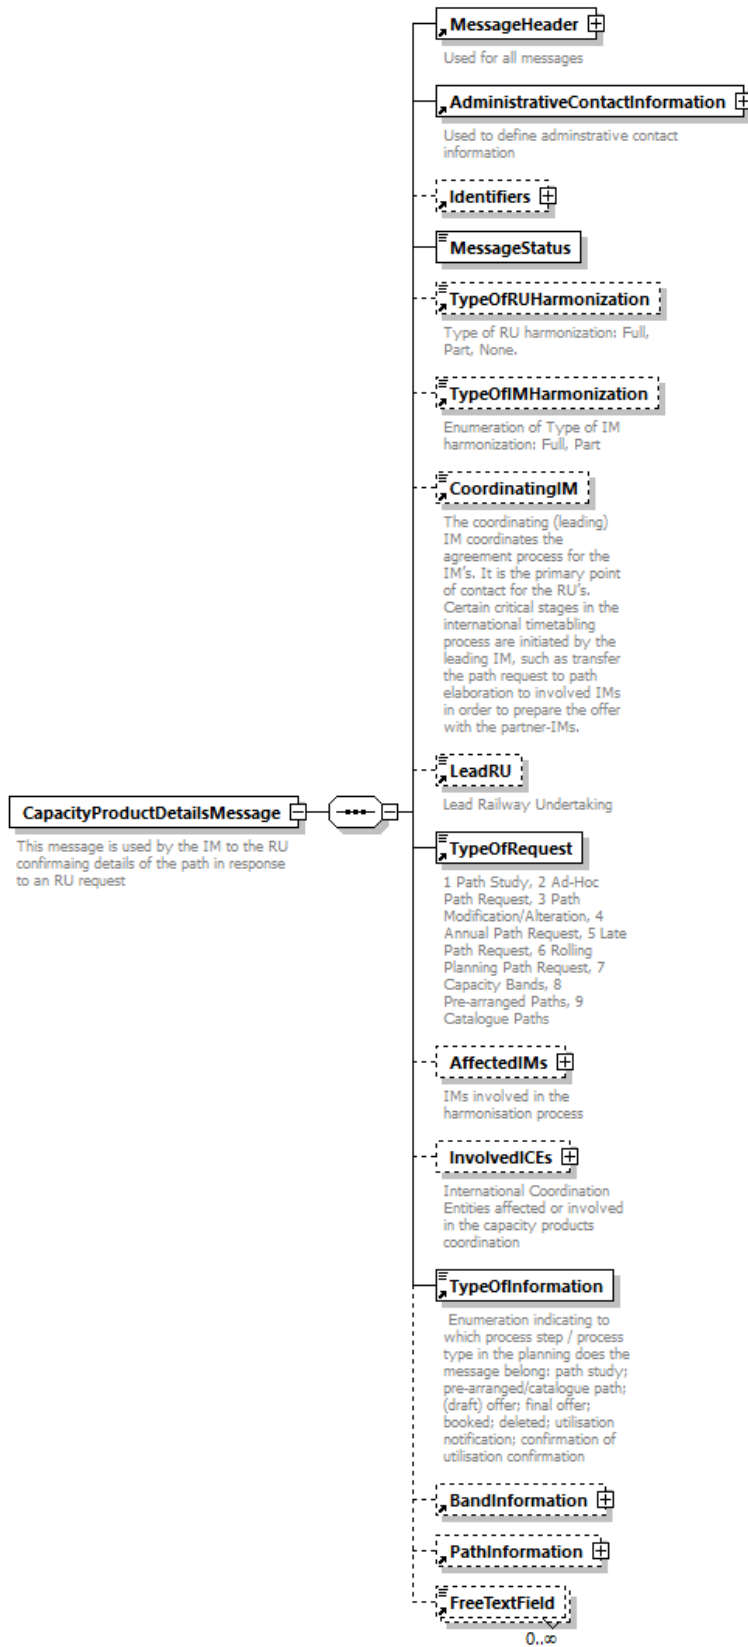 MessageHeader
Used for all messages
AdministrativeContactInformation
Used to define adminstrative contact
information
Identifiers
MessageStatus
TypeOfRUHarmonization
Type of RU harmonization: Full,
Part, None.
TypeOfIMHarmonization
Enumeration of Type of IM
harmonization: Full, Part
CoordinatingIM
The coordinating (leading)
IM coordinates the
agreement process for the
IM's. It is the primary point
of contact for the RU's.
Certain critical stages in the
international timetabling
process are initiated by the
leading IM, such as transfer
the path request to path
elaboration to involved IMs
in order to prepare the offer
with the partner-IMs.
LeadRU
Lead Railway Undertaking
CapacityProductDetailsMessage
This message is used by the IM to the RU
confirmaing details of the path in response
to an RU request
TypeOfRequest
1 Path Study, 2 Ad-Hoc
Path Request, 3 Path
Modification/Alteration, 4
Annual Path Request, 5 Late
Path Request, 6 Rolling
Planning Path Request, 7
Capacity Bands, 8
Pre-arranged Paths, 9
Catalogue Paths
AffectedIMs
IMs involved in the
harmonisation process
InvolvedICEs
International Coordination
Entities affected or involved
in the capacity products
coordination
TypeOfInformation
Enumeration indicating to
which process step / process
type in the planning does the
message belong: path study;
pre-arranged/catalogue path;
(draft) offer; final offer;
booked; deleted; utilisation
notification; confirmation of
utilisation confirmation
BandInformation
PathInformation
FreeTextField
0..∞